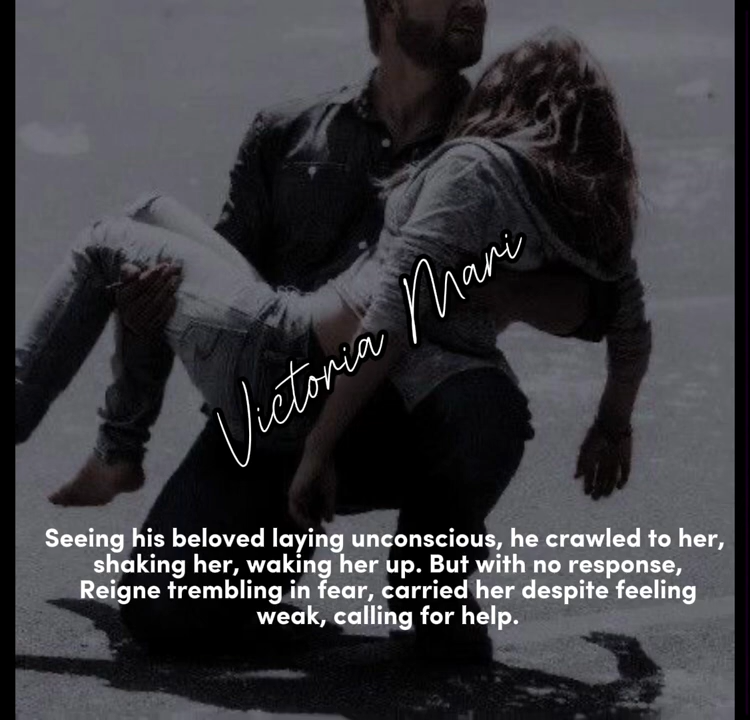 Victoria Mari
Seeing his beloved laying unconscious, he crawled to her,
shaking her, waking her up. But with no response,
Reigne trembling in fear, carried her despite feeling
weak, calling for help.